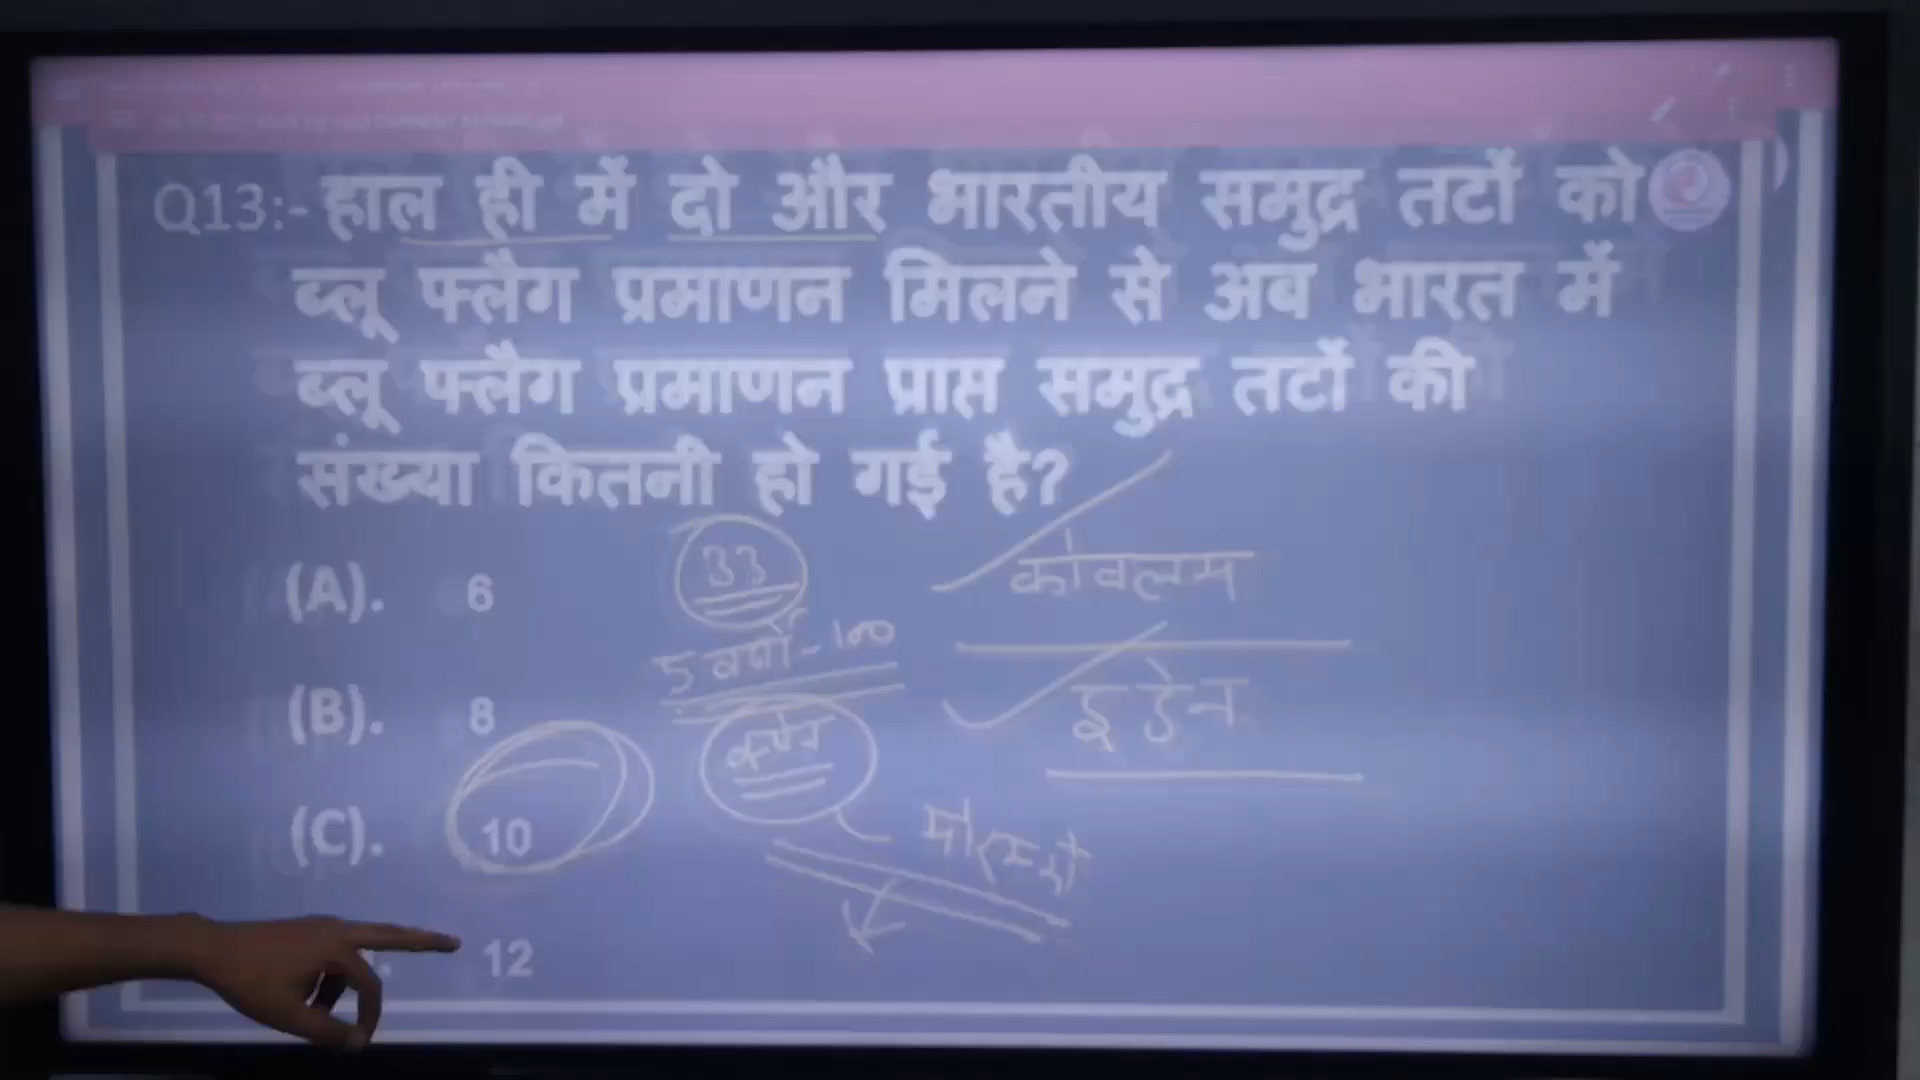 Q13:- हाल ही में दो और भारतीय समुद्र तटों को
ब्लू फ्लैग प्रमाणन मिलने से अब भारत में
ब्लू फ्लैग प्रमाणन प्राप्त समुद्र तटों की
संख्या कितनी हो गई है?
(A). 6
33
कोवलम
5 वर्षो - 100
(B). 8
इडेन
(C). 10
12